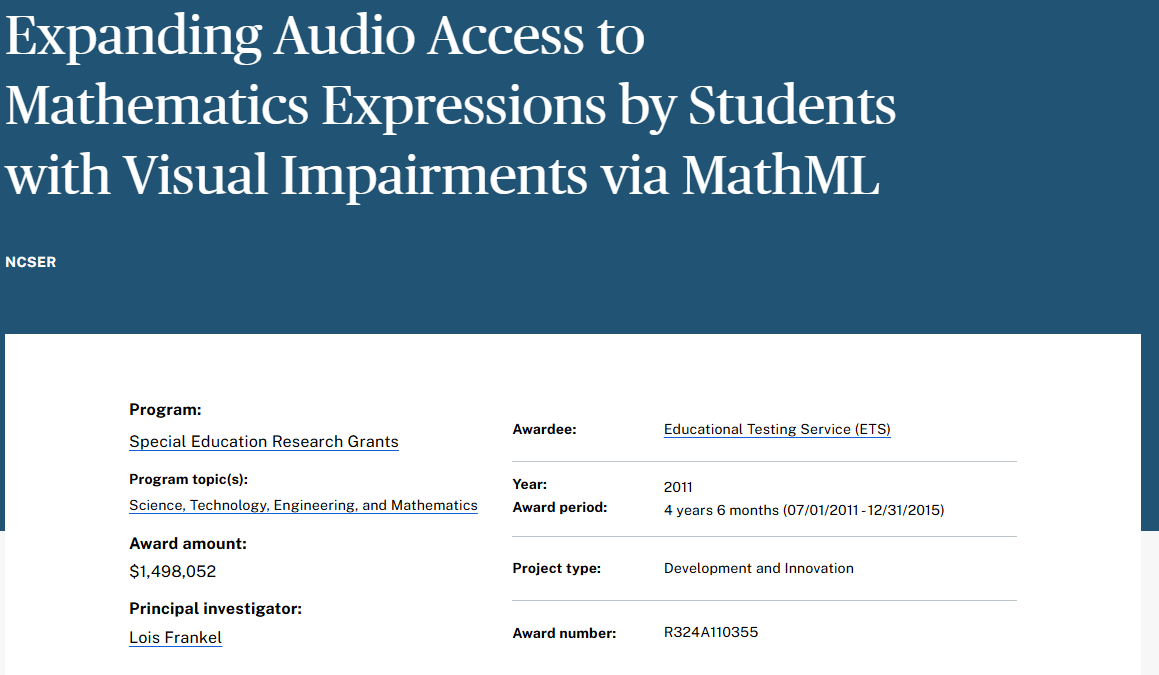 Expanding Audio Access to
Mathematics Expressions by Students
with Visual Impairments via MathML
NCSER
Program:
Special Education Research Grants
Program topic(s):
Science, Technology, Engineering, and Mathematics
Award amount:
$1,498,052
Principal investigator:
Lois Frankel
Awardee:
Educational Testing Service (ETS)
Year:
2011
Award period:
4 years 6 months (07/01/2011 - 12/31/2015)
Project type:
Development and Innovation
Award number:
R324A110355